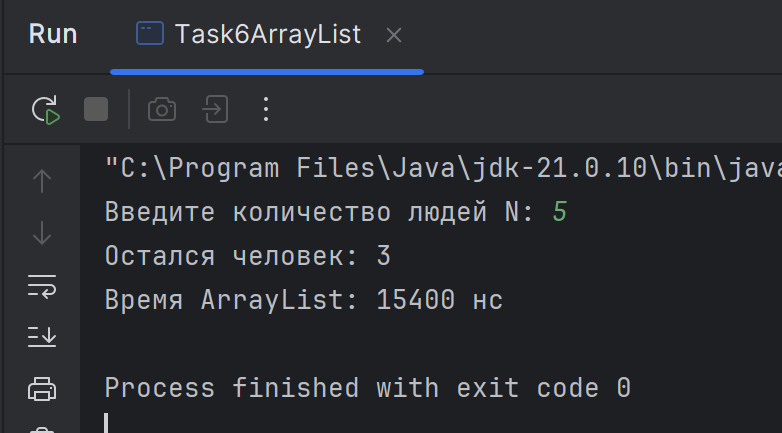 Run Task6ArrayList
"C:\Program Files\Java\jdk-21.0.10\bin\java
Введите количество людей N: 5
Остался человек: 3
Время ArrayList: 15400 нс
Process finished with exit code 0